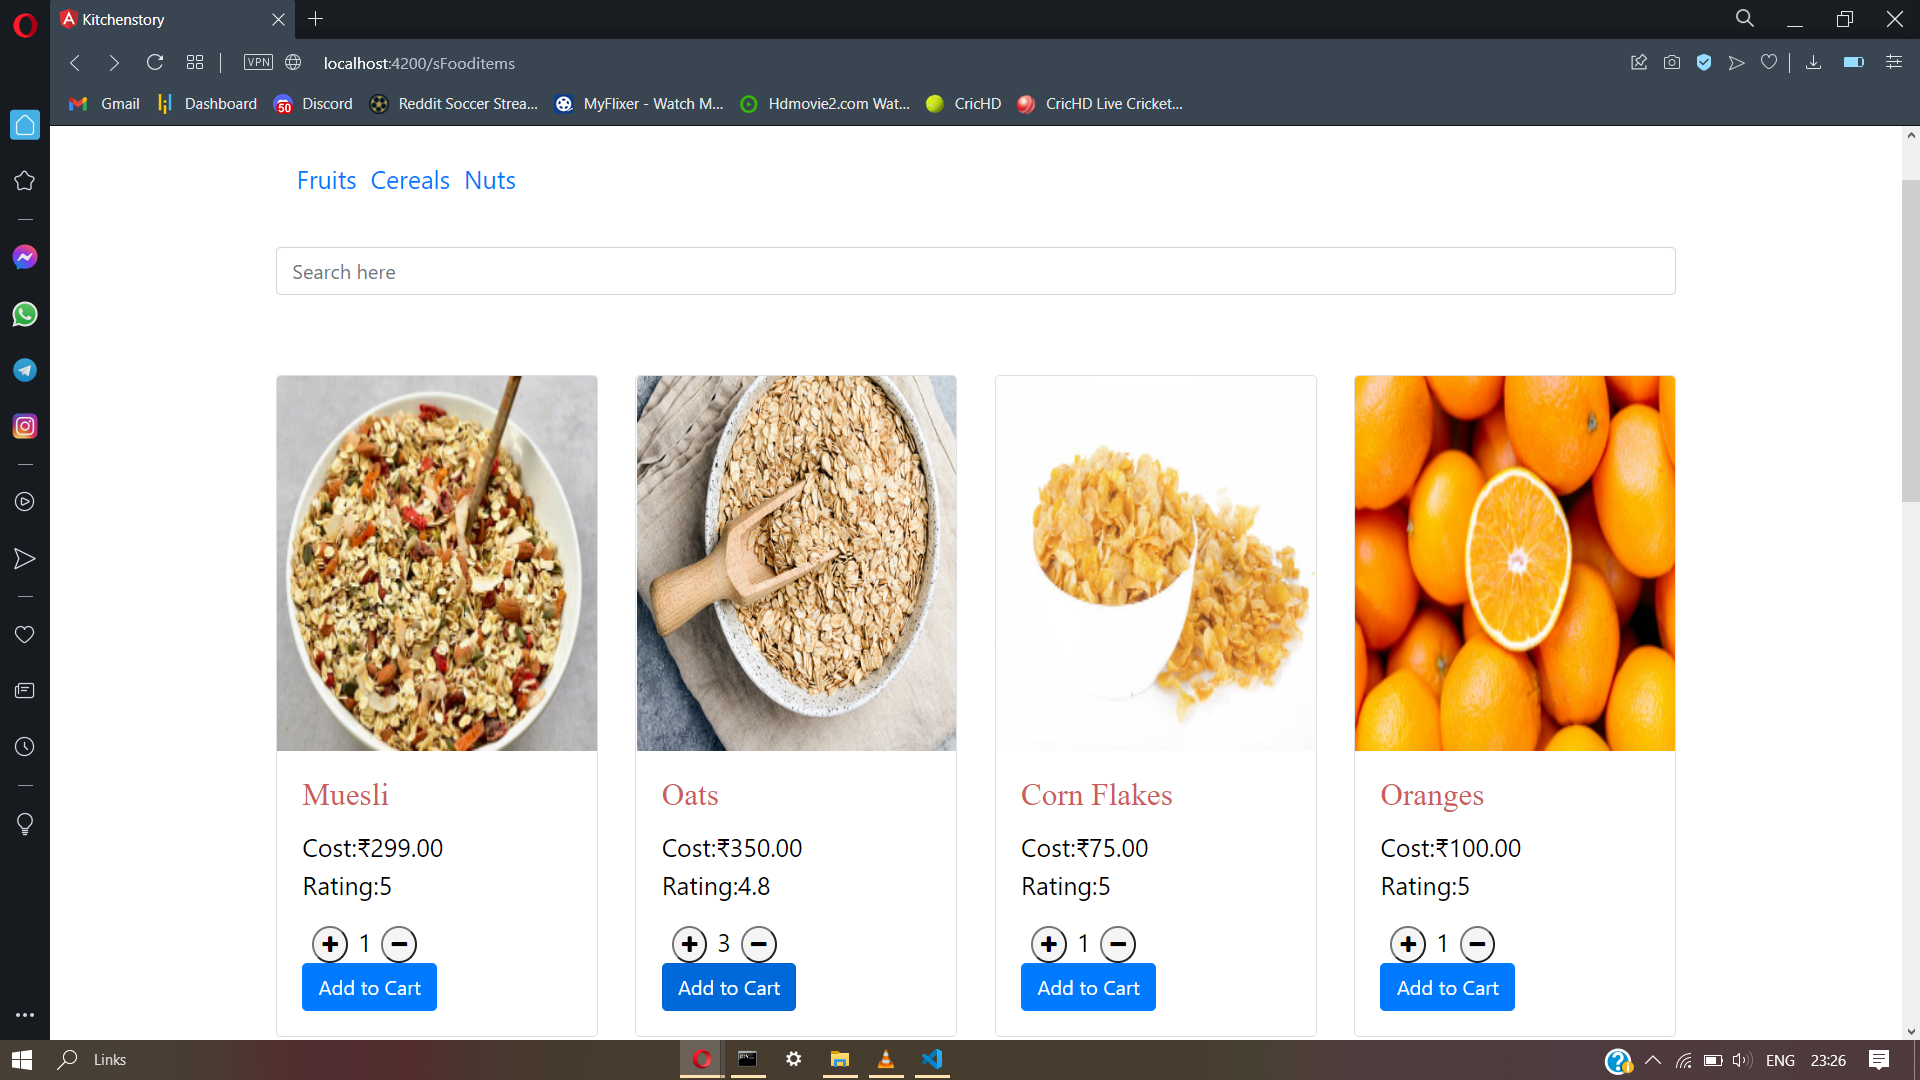 Kitchenstory
VPN localhost:4200/sFooditems
Gmail Dashboard 50 Discord Reddit Soccer Strea... MyFlixer - Watch M... Hdmovie2.com Wat... CricHD CricHD Live Cricket...
Fruits Cereals Nuts
Search here
Muesli Oats Corn Flakes Oranges
Cost:₹299.00 Cost:₹350.00 Cost:₹75.00 Cost:₹100.00
Rating:5 Rating:4.8 Rating:5 Rating:5
+ 1 − + 3 − + 1 − + 1 −
Add to Cart Add to Cart Add to Cart Add to Cart
Links ENG 23:26